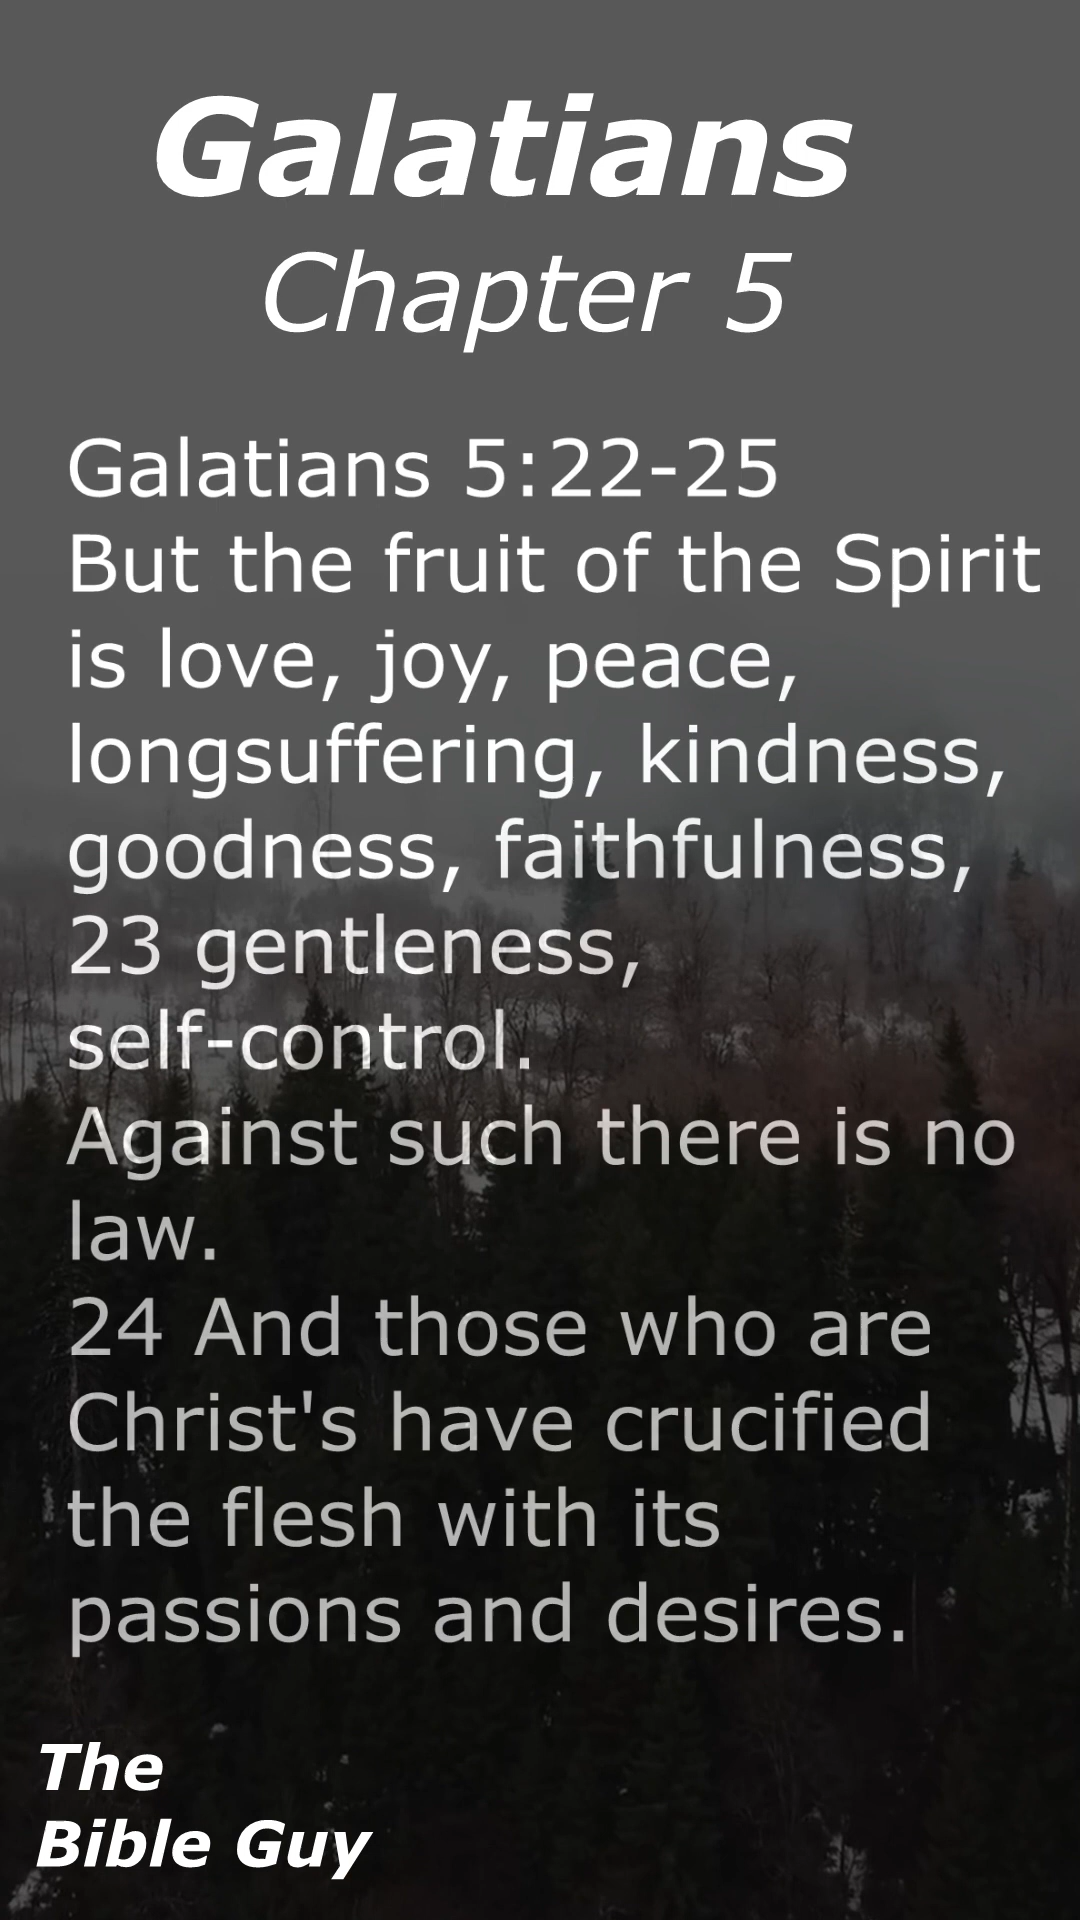 Galatians
Chapter 5
Galatians 5:22-25
But the fruit of the Spirit
is love, joy, peace,
longsuffering, kindness,
goodness, faithfulness,
23 gentleness,
self-control.
Against such there is no
law.
24 And those who are
Christ's have crucified
the flesh with its
passions and desires.
The
Bible Guy